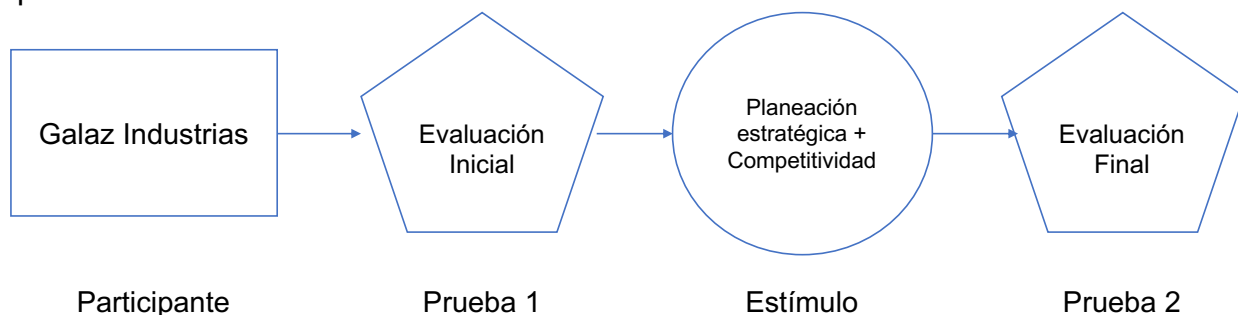 Galaz Industrias
Evaluación
Inicial
Planeación
estratégica +
Competitividad
Evaluación
Final
Participante
Prueba 1
Estímulo
Prueba 2